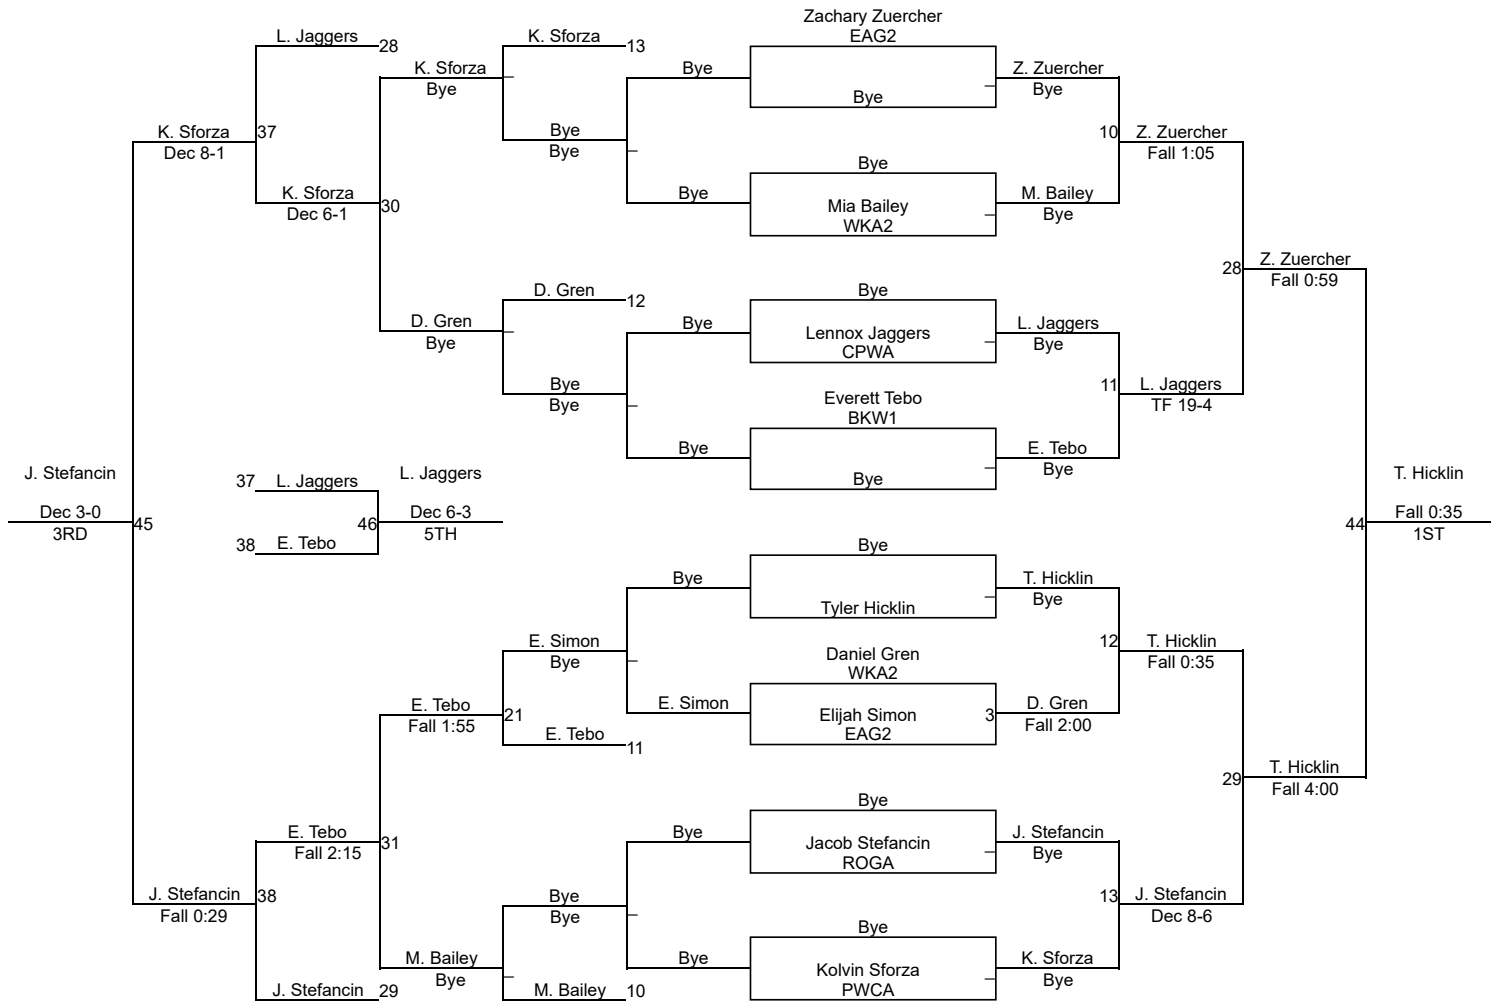 Zachary Zuercher
EAG2
L. Jaggers
28
K. Sforza
13
K. Sforza
Bye
Bye
Bye
Z. Zuercher
Bye
K. Sforza
Dec 8-1
37
Bye
Bye
10
Z. Zuercher
Fall 1:05
Bye
K. Sforza
Dec 6-1
30
Bye
Mia Bailey
WKA2
M. Bailey
Bye
28
Z. Zuercher
Fall 0:59
D. Gren
12
Bye
D. Gren
Bye
Bye
Lennox Jaggers
CPWA
L. Jaggers
Bye
Bye
Bye
11
L. Jaggers
TF 19-4
Everett Tebo
BKW1
Bye
E. Tebo
Bye
Bye
J. Stefancin
Dec 3-0
3RD
45
37
L. Jaggers
38
E. Tebo
46
L. Jaggers
Dec 6-3
5TH
T. Hicklin
44
Fall 0:35
1ST
Bye
Bye
Tyler Hicklin
T. Hicklin
Bye
E. Simon
Bye
12
T. Hicklin
Fall 0:35
Daniel Gren
WKA2
E. Tebo
Fall 1:55
21
E. Simon
Elijah Simon
EAG2
3
D. Gren
Fall 2:00
E. Tebo
11
29
T. Hicklin
Fall 4:00
Bye
E. Tebo
Fall 2:15
31
Bye
Jacob Stefancin
ROGA
J. Stefancin
Bye
J. Stefancin
Fall 0:29
38
Bye
Bye
13
J. Stefancin
Dec 8-6
Bye
M. Bailey
Bye
Bye
Kolvin Sforza
PWCA
K. Sforza
Bye
J. Stefancin
29
M. Bailey
10